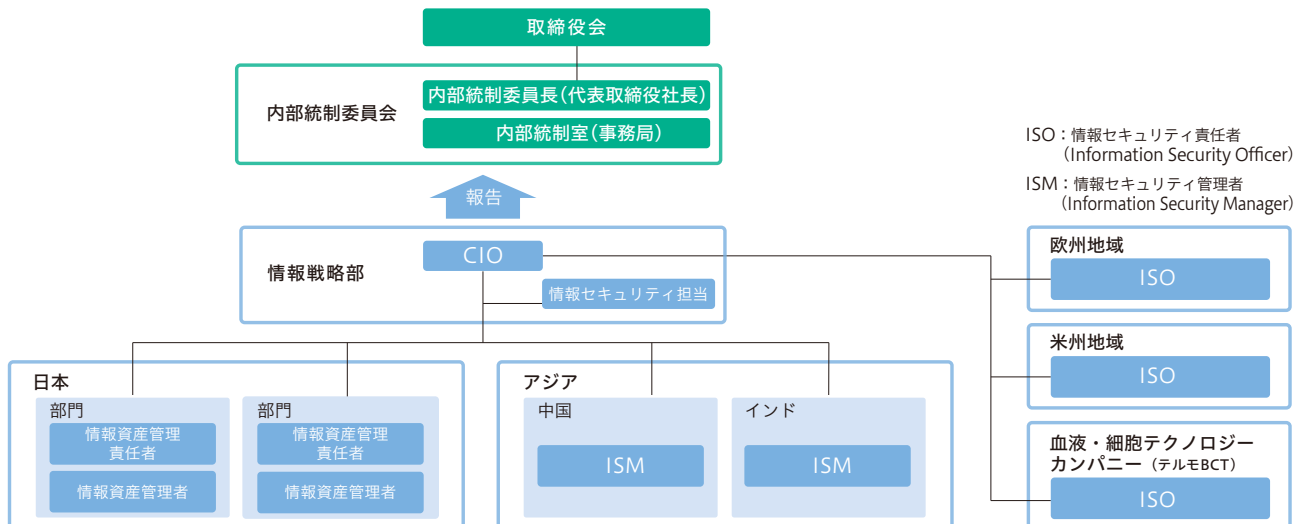 取締役会
内部統制委員会
内部統制委員長(代表取締役社長)
内部統制室(事務局)
報告
情報戦略部
CIO
情報セキュリティ担当
ISO：情報セキュリティ責任者
(Information Security Officer)
ISM：情報セキュリティ管理者
(Information Security Manager)
欧州地域
ISO
米州地域
ISO
血液・細胞テクノロジー
カンパニー（テルモBCT）
ISO
日本
部門
情報資産管理
責任者
情報資産管理者
部門
情報資産管理
責任者
情報資産管理者
アジア
中国
ISM
インド
ISM